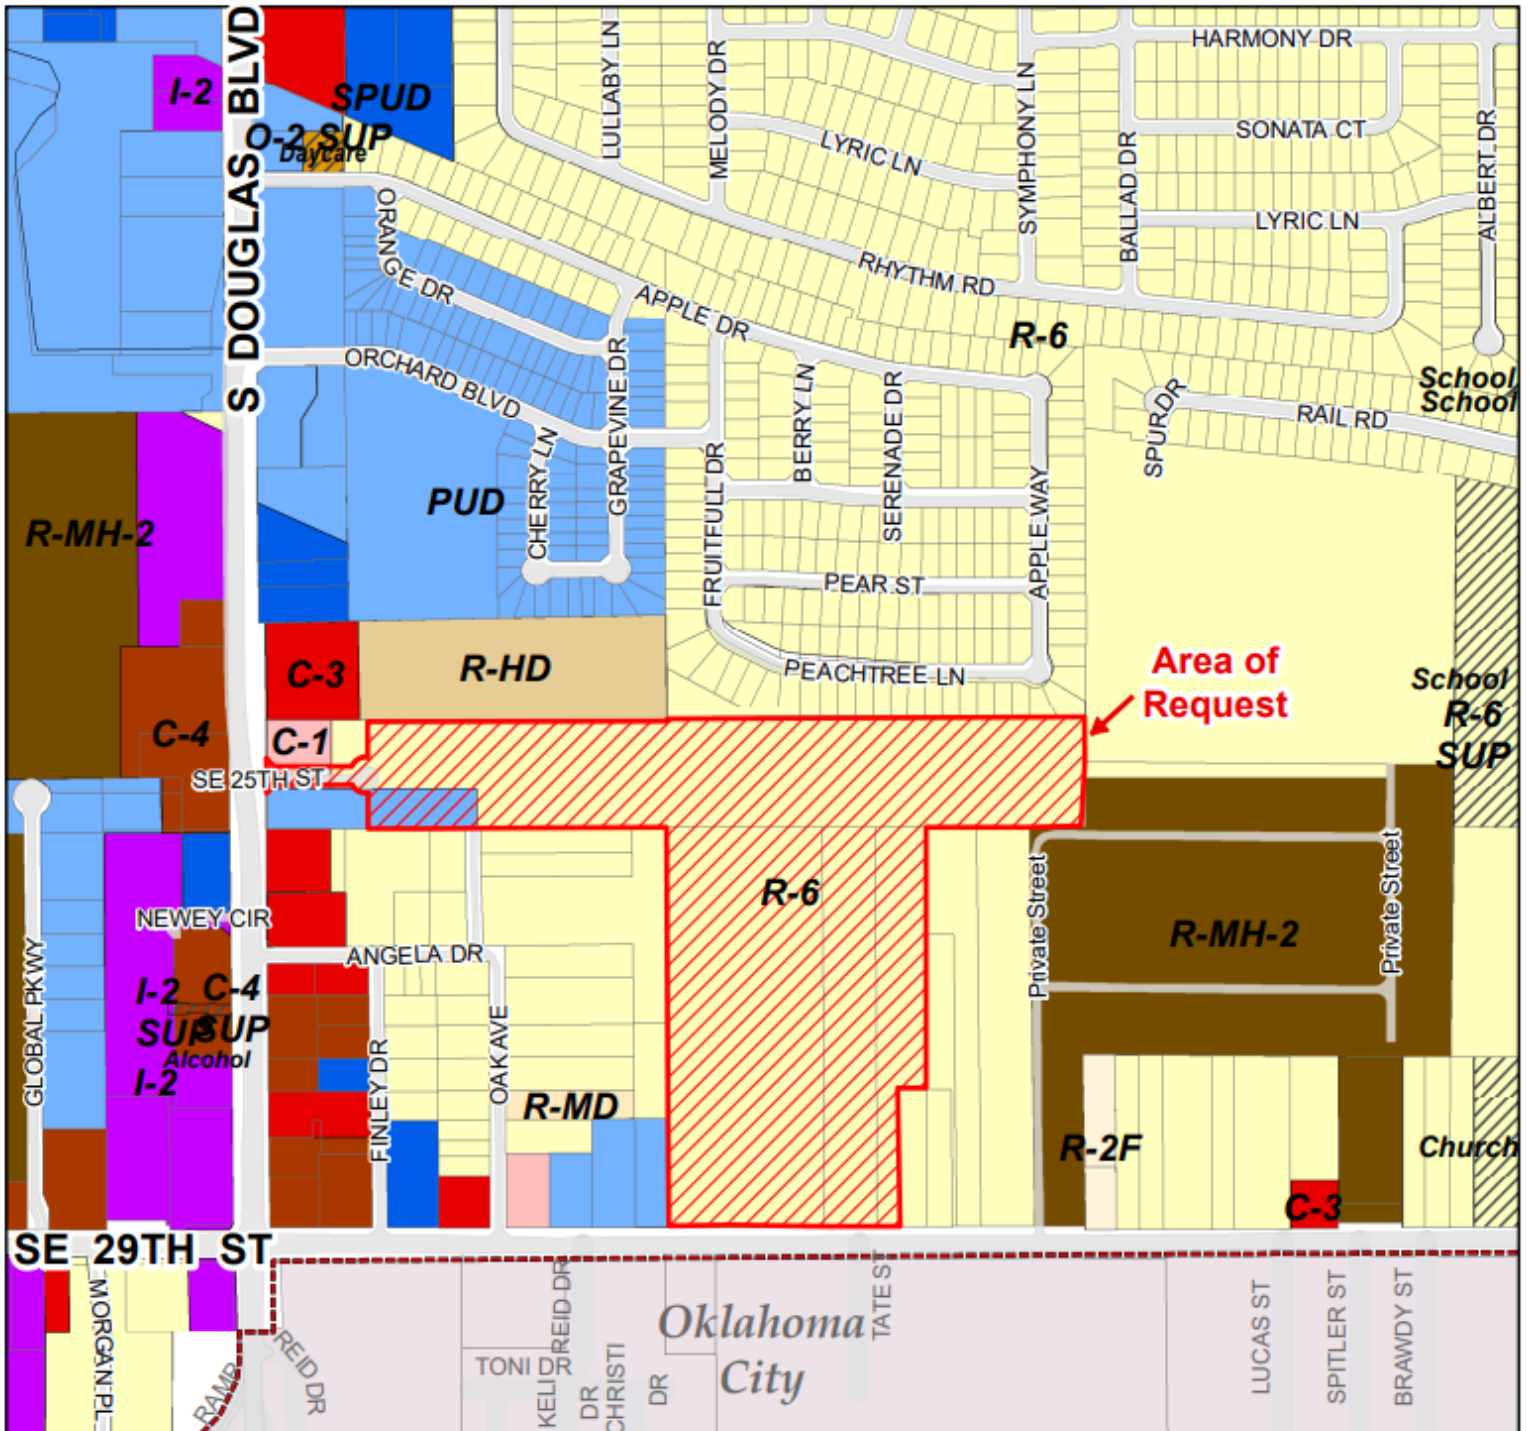 HARMONY DR
S DOUGLAS BLVD
LULLABY LN
MELODY DR
SYMPHONY LN
I-2
SPUD
O-2 SUP
Daycare
LYRIC LN
BALLAD DR
SONATA CT
ALBERT DR
LYRIC LN
ORANGE DR
RHYTHM RD
APPLE DR
R-6
ORCHARD BLVD
GRAPEVINE DR
BERRY LN
SERENADE DR
SPUR DR
RAIL RD
School
School
R-MH-2
PUD
CHERRY LN
FRUITFULL DR
APPLE WAY
PEAR ST
C-3
R-HD
PEACHTREE LN
Area of
Request
School
R-6
SUP
C-4
C-1
SE 25TH ST
R-6
Private Street
Private Street
R-MH-2
NEWEY CIR
ANGELA DR
GLOBAL PKWY
I-2
SUP
C-4
SUP
Alcohol
I-2
FINLEY DR
OAK AVE
R-MD
R-2F
Church
C-3
SE 29TH ST
MORGAN PL
RAMP
REID DR
TONI DR
KELI DR
REID DR
CHRISTI DR
Oklahoma
City
TATE ST
LUCAS ST
SPITLER ST
BRAWDY ST